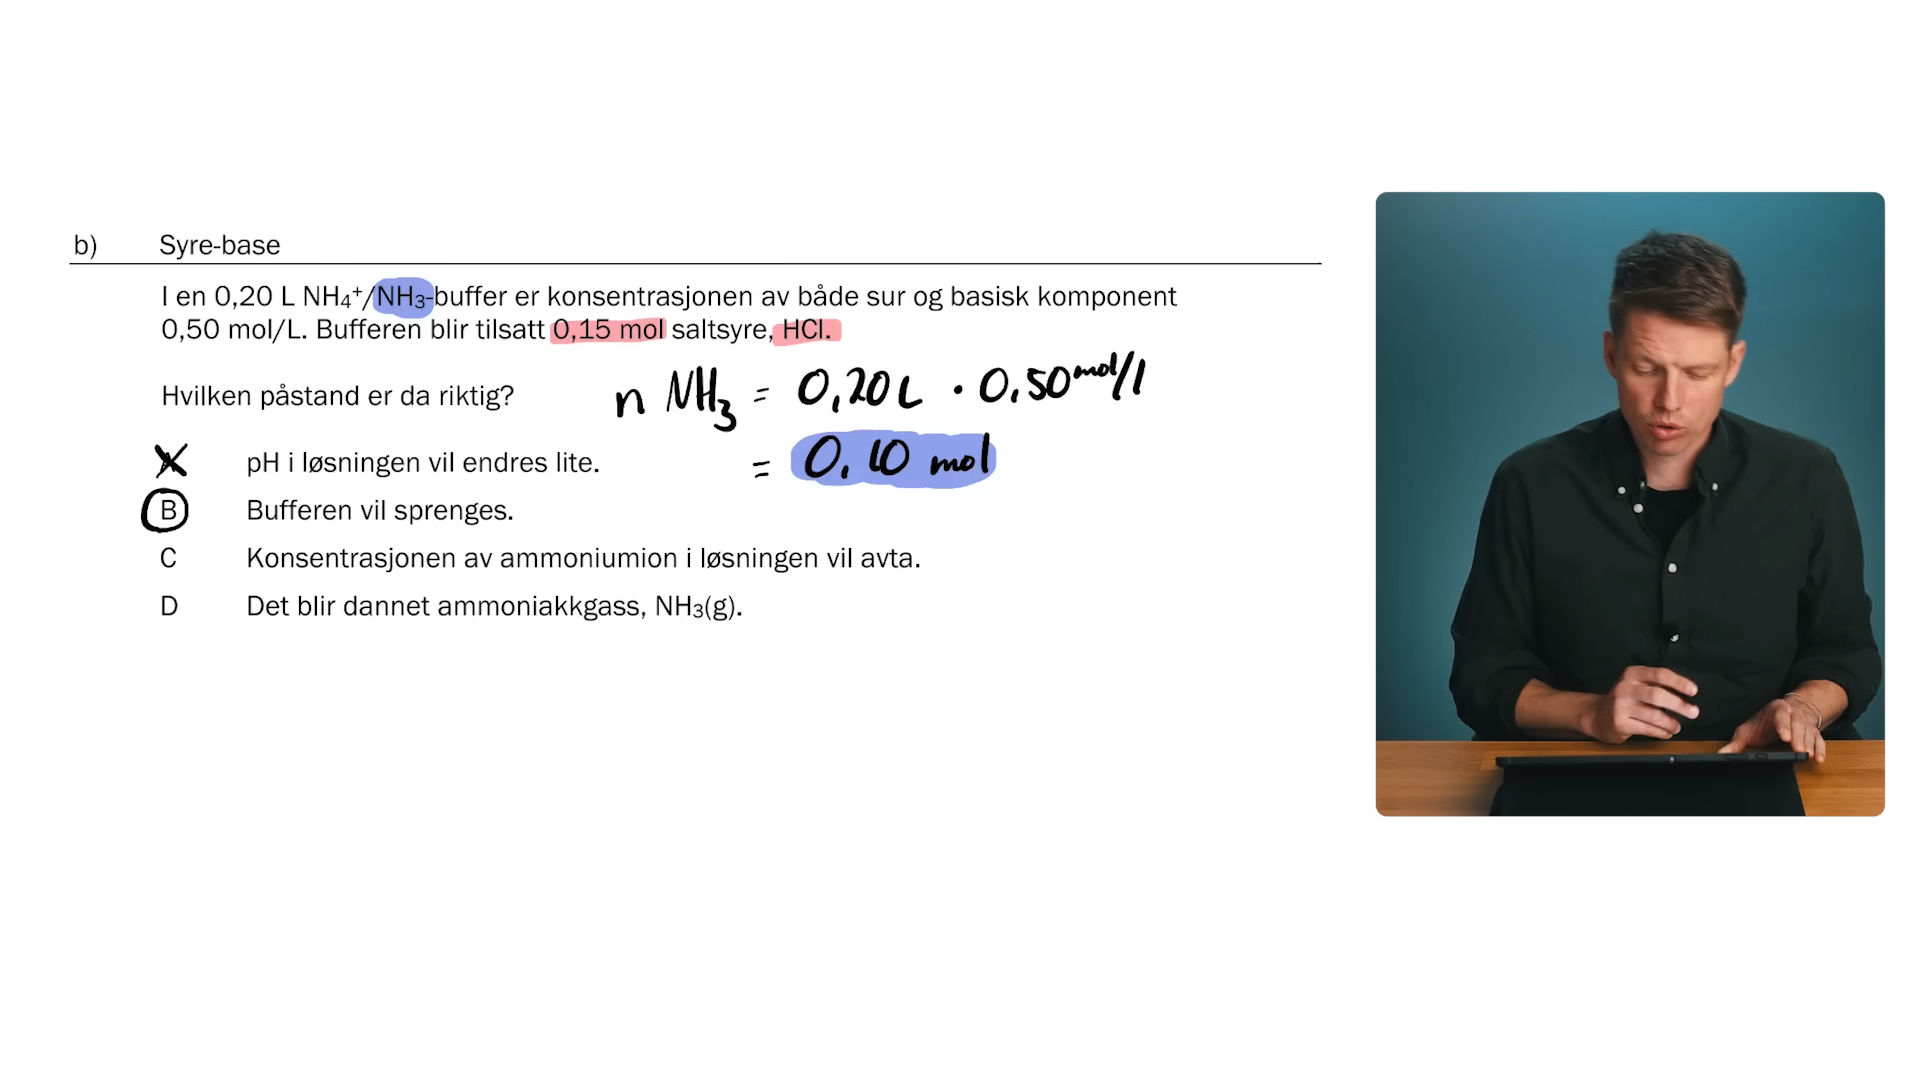 b) Syre-base
I en 0,20 L NH₄⁺/NH₃-buffer er konsentrasjonen av både sur og basisk komponent
0,50 mol/L. Bufferen blir tilsatt 0,15 mol saltsyre, HCl.
Hvilken påstand er da riktig?
n NH₃ = 0,20 L · 0,50 mol/l
= 0,10 mol
A pH i løsningen vil endres lite.
B Bufferen vil sprenges.
C Konsentrasjonen av ammoniumion i løsningen vil avta.
D Det blir dannet ammoniakkgass, NH₃(g).